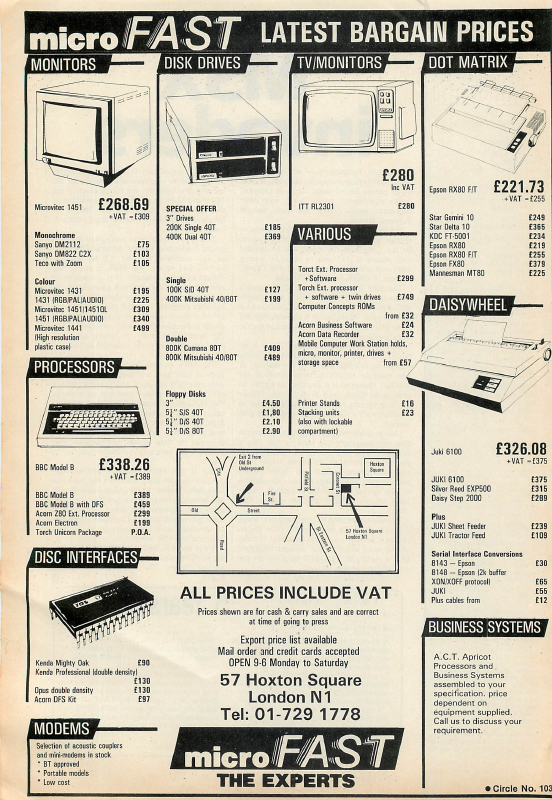 micro FAST LATEST BARGAIN PRICES
MONITORS
Microvitec 1451 £268.69
+VAT – £309
Monochrome
Sanyo DM2112 £75
Sanyo DM822 C2X £103
Teco with Zoom £105
Colour
Microvitec 1431 £195
1431 (RGB/PAL/AUDIO) £225
Microvitec 1451/1451QL £309
1451 (RGB/PAL/AUDIO) £340
Microvitec 1441 £499
(High resolution
plastic case)
PROCESSORS
BBC Model B £338.26
+VAT – £389
BBC Model B £389
BBC Model B with DFS £459
Acorn Z80 Ext. Processor £299
Acorn Electron £199
Torch Unicorn Package P.O.A.
DISC INTERFACES
Kenda Mighty Oak £90
Kenda Professional (double density)
£130
Opus double density £130
Acorn DFS Kit £97
MODEMS
Selection of acoustic couplers
and mini-modems in stock
* BT approved
* Portable models
* Low cost
DISK DRIVES
SPECIAL OFFER
3" Drives
200K Single 40T £185
400K Dual 40T £369
Single
100K S/D 40T £127
400K Mitsubishi 40/80T £199
Double
800K Cumana 80T £409
800K Mitsubishi 40/80T £489
Floppy Disks
3" £4.50
5¼" S/S 40T £1,80
5¼" D/S 40T £2.10
5¼" D/S 80T £2.90
TV/MONITORS
£280
Inc VAT
ITT RL2301 £280
VARIOUS
Torct Ext. Processor
+Software £299
Torch Ext. processor
+ software + twin drives £749
Computer Concepts ROMs
from £32
Acorn Business Software £24
Acorn Data Recorder £32
Mobile Computer Work Station holds,
micro, monitor, printer, drives +
storage space from £57
Printer Stands £16
Stacking units £23
(also with lockable
compartment)
DOT MATRIX
Epson RX80 F/T £221.73
+VAT – £255
Star Gemini 10 £249
Star Delta 10 £365
KDC FT-5001 £234
Epson RX80 £219
Epson RX80 F/T £255
Epson FX80 £379
Mannesman MT80 £225
DAISYWHEEL
Juki 6100 £326.08
+VAT – £375
JUKI 6100 £375
Silver Reed EXP500 £315
Daisy Step 2000 £289
Plus
JUKI Sheet Feeder £239
JUKI Tractor Feed £109
Serial Interface Conversions
8143 — Epson £30
8148 — Epson (2k buffer
XON/XOFF protocol) £65
JUKI £55
Plus cables from £12
BUSINESS SYSTEMS
A.C.T. Apricot
Processors and
Business Systems
assembled to your
specification. price
dependent on
equipment supplied.
Call us to discuss your
requirement.
Exit 2 from
Old St
Underground
City
Road
Old Street
Fire
St.
Pitfield St
Coronet St
Hoxton
Square
57 Hoxton Square
London N1
ALL PRICES INCLUDE VAT
Prices shown are for cash & carry sales and are correct
at time of going to press
Export price list available
Mail order and credit cards accepted
OPEN 9-6 Monday to Saturday
57 Hoxton Square
London N1
Tel: 01-729 1778
micro FAST
THE EXPERTS
● Circle No. 103